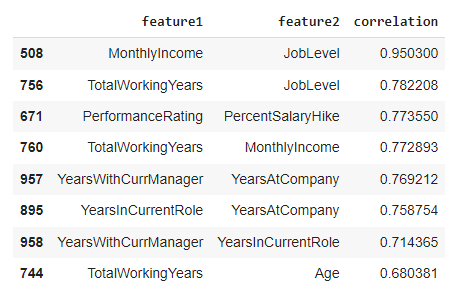 feature1 feature2 correlation
508 MonthlyIncome JobLevel 0.950300
756 TotalWorkingYears JobLevel 0.782208
671 PerformanceRating PercentSalaryHike 0.773550
760 TotalWorkingYears MonthlyIncome 0.772893
957 YearsWithCurrManager YearsAtCompany 0.769212
895 YearsInCurrentRole YearsAtCompany 0.758754
958 YearsWithCurrManager YearsInCurrentRole 0.714365
744 TotalWorkingYears Age 0.680381